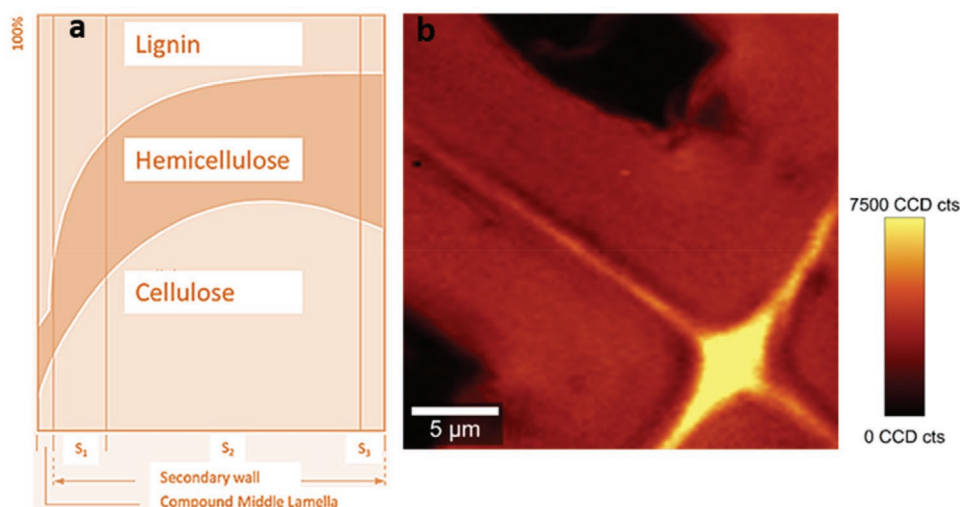 a
100%
Lignin
Hemicellulose
Cellulose
S₁
S₂
S₃
Secondary wall
Compound Middle Lamella
b
5 µm
7500 CCD cts
0 CCD cts